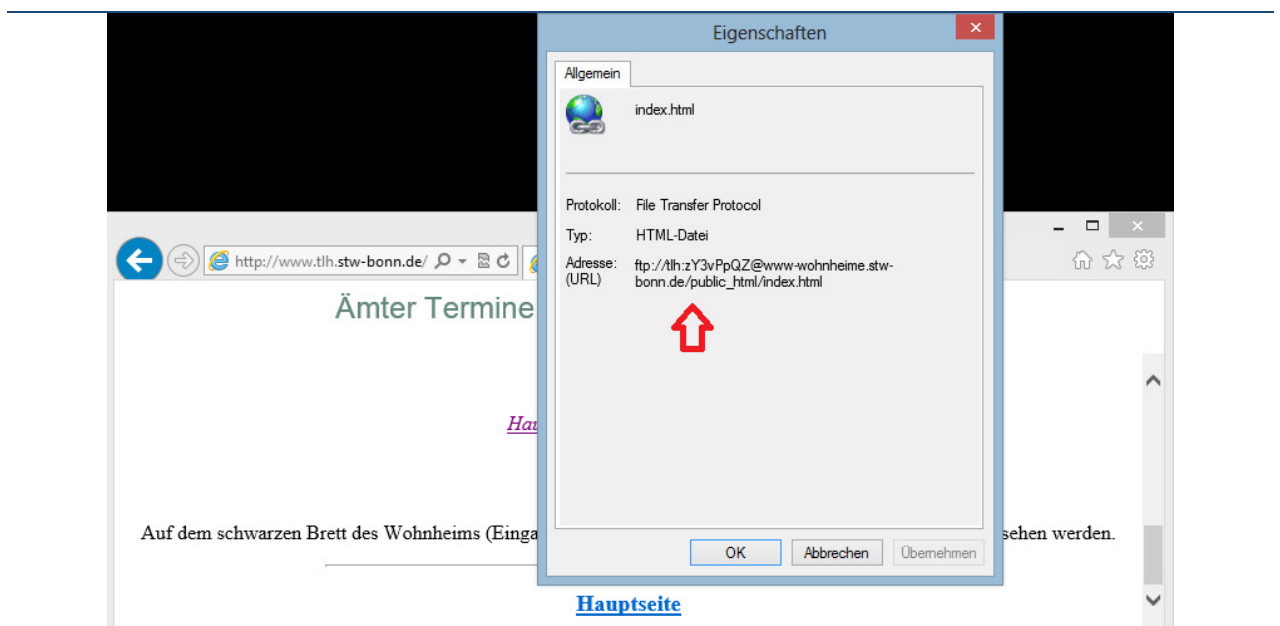 Eigenschaften
Allgemein
index.html
Protokoll: File Transfer Protocol
Typ: HTML-Datei
Adresse: ftp://tlh:zY3vPpQZ@www-wohnheime.stw-
(URL) bonn.de/public_html/index.html
http://www.tlh.stw-bonn.de/
Ämter Termine
Hau
Auf dem schwarzen Brett des Wohnheims (Einga sehen werden.
OK Abbrechen Übernehmen
Hauptseite